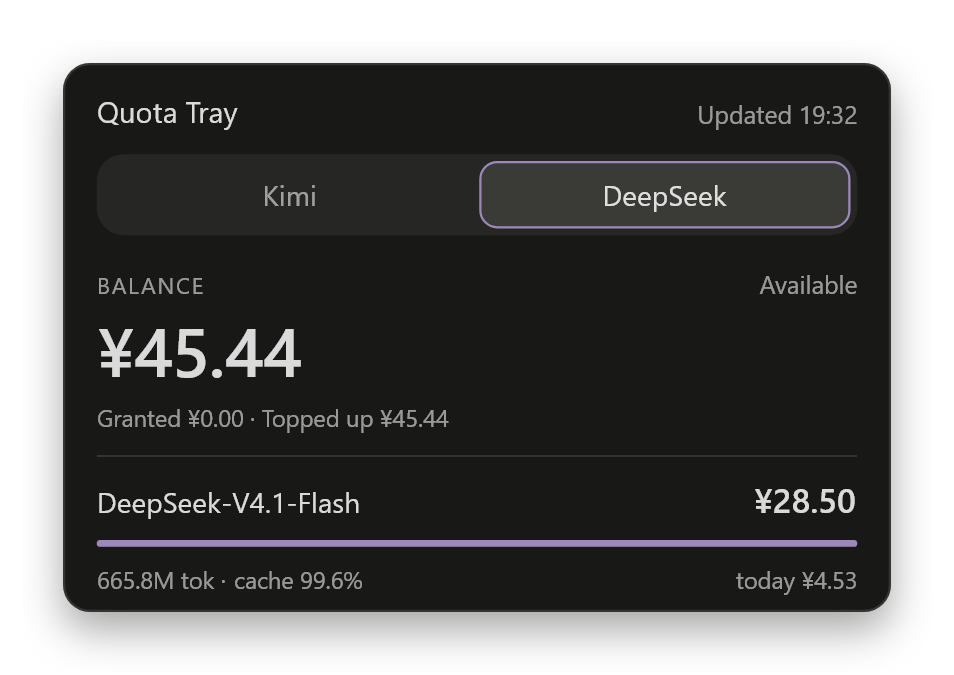 Quota Tray
Updated 19:32
Kimi
DeepSeek
BALANCE
Available
¥45.44
Granted ¥0.00 · Topped up ¥45.44
DeepSeek-V4.1-Flash
¥28.50
665.8M tok · cache 99.6%
today ¥4.53